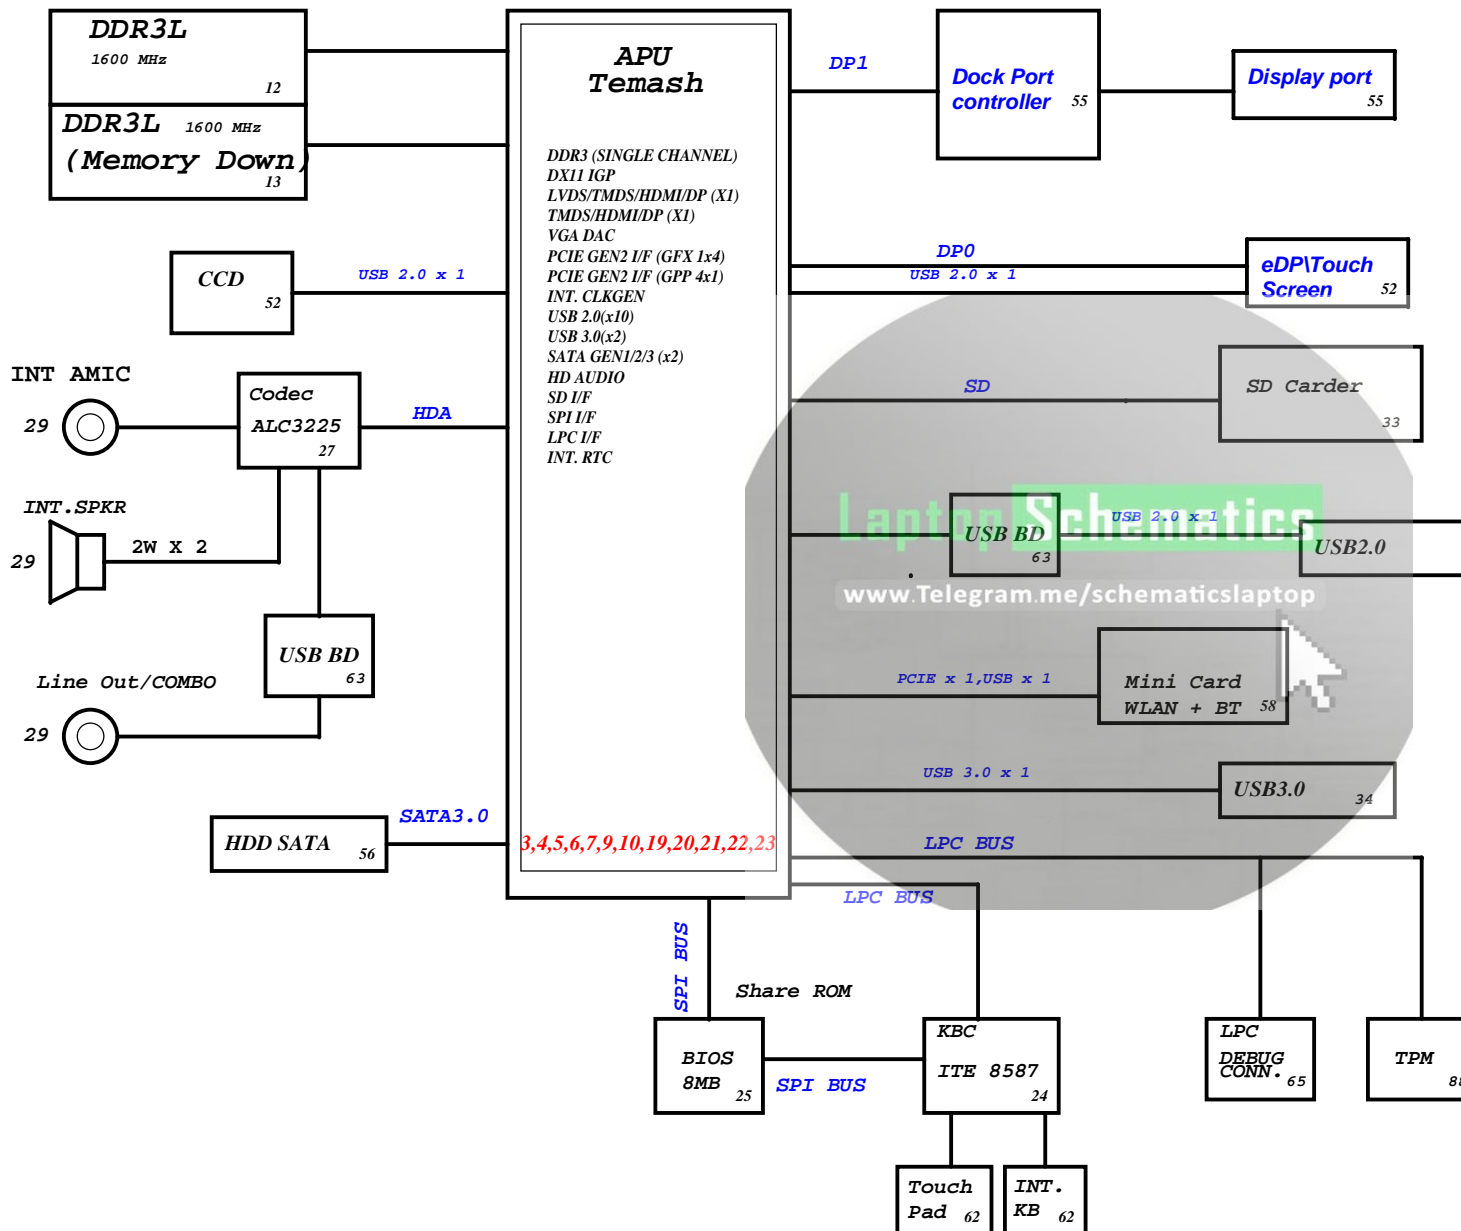 DDR3L
1600 MHz
12
DDR3L 1600 MHz
(Memory Down)
13
APU
Temash
DDR3 (SINGLE CHANNEL)
DX11 IGP
LVDS/TMDS/HDMI/DP (X1)
TMDS/HDMI/DP (X1)
VGA DAC
PCIE GEN2 I/F (GFX 1x4)
PCIE GEN2 I/F (GPP 4x1)
INT. CLKGEN
USB 2.0(x10)
USB 3.0(x2)
SATA GEN1/2/3 (x2)
HD AUDIO
SD I/F
SPI I/F
LPC I/F
INT. RTC
3,4,5,6,7,9,10,19,20,21,22,23
DP1
Dock Port
controller 55
Display port
55
CCD
52
USB 2.0 x 1
DP0
USB 2.0 x 1
eDP\Touch
Screen 52
INT AMIC
29
Codec
ALC3225
27
HDA
SD
SD Carder
33
INT.SPKR
29
2W X 2
USB BD
63
USB 2.0 x 1
USB2.0
Laptop Schematics
www.Telegram.me/schematicslaptop
USB BD
63
Line Out/COMBO
29
PCIE x 1,USB x 1
Mini Card
WLAN + BT 58
USB 3.0 x 1
USB3.0 34
HDD SATA 56
SATA3.0
LPC BUS
LPC BUS
SPI BUS
Share ROM
BIOS
8MB 25
SPI BUS
KBC
ITE 8587
24
LPC
DEBUG
CONN. 65
TPM
Touch
Pad 62
INT.
KB 62